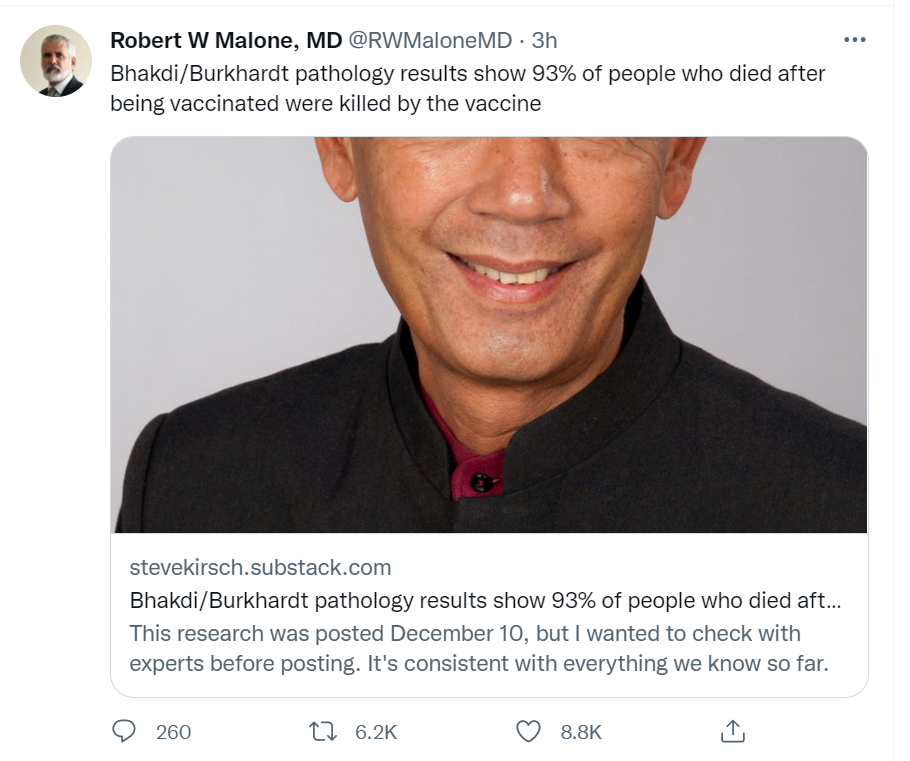 Robert W Malone, MD @RWMaloneMD · 3h
Bhakdi/Burkhardt pathology results show 93% of people who died after
being vaccinated were killed by the vaccine
stevekirsch.substack.com
Bhakdi/Burkhardt pathology results show 93% of people who died aft...
This research was posted December 10, but I wanted to check with
experts before posting. It's consistent with everything we know so far.
260 6.2K 8.8K